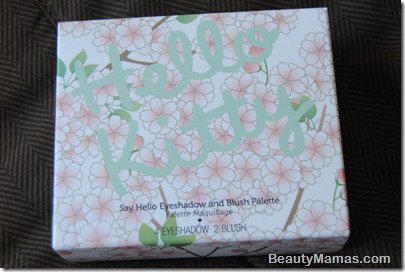 Hello
Kitty
Say Hello Eyeshadow and Blush Palette
Palette Maquillage
4 EYESHADOW 2 BLUSH
BeautyMamas.com